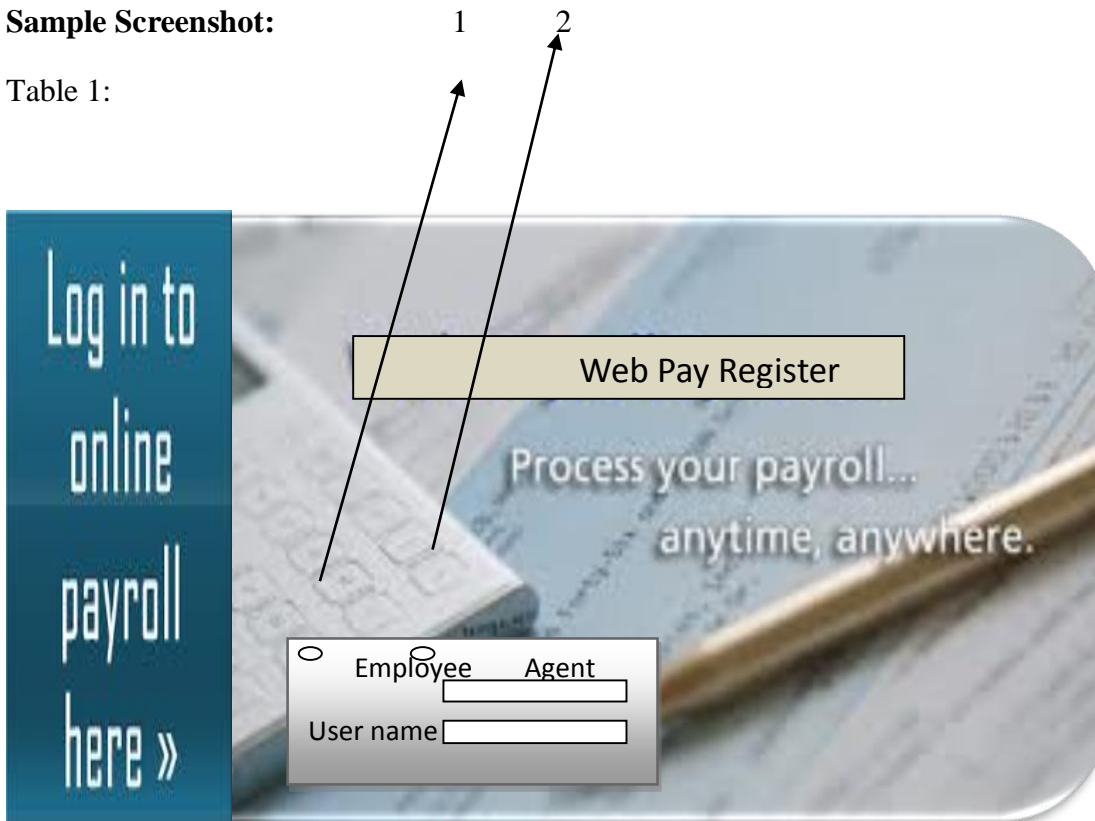 Sample Screenshot: 1 2
Table 1:
Log in to
online
payroll
here »
Web Pay Register
Process your payroll...
anytime, anywhere.
Employee Agent
User name